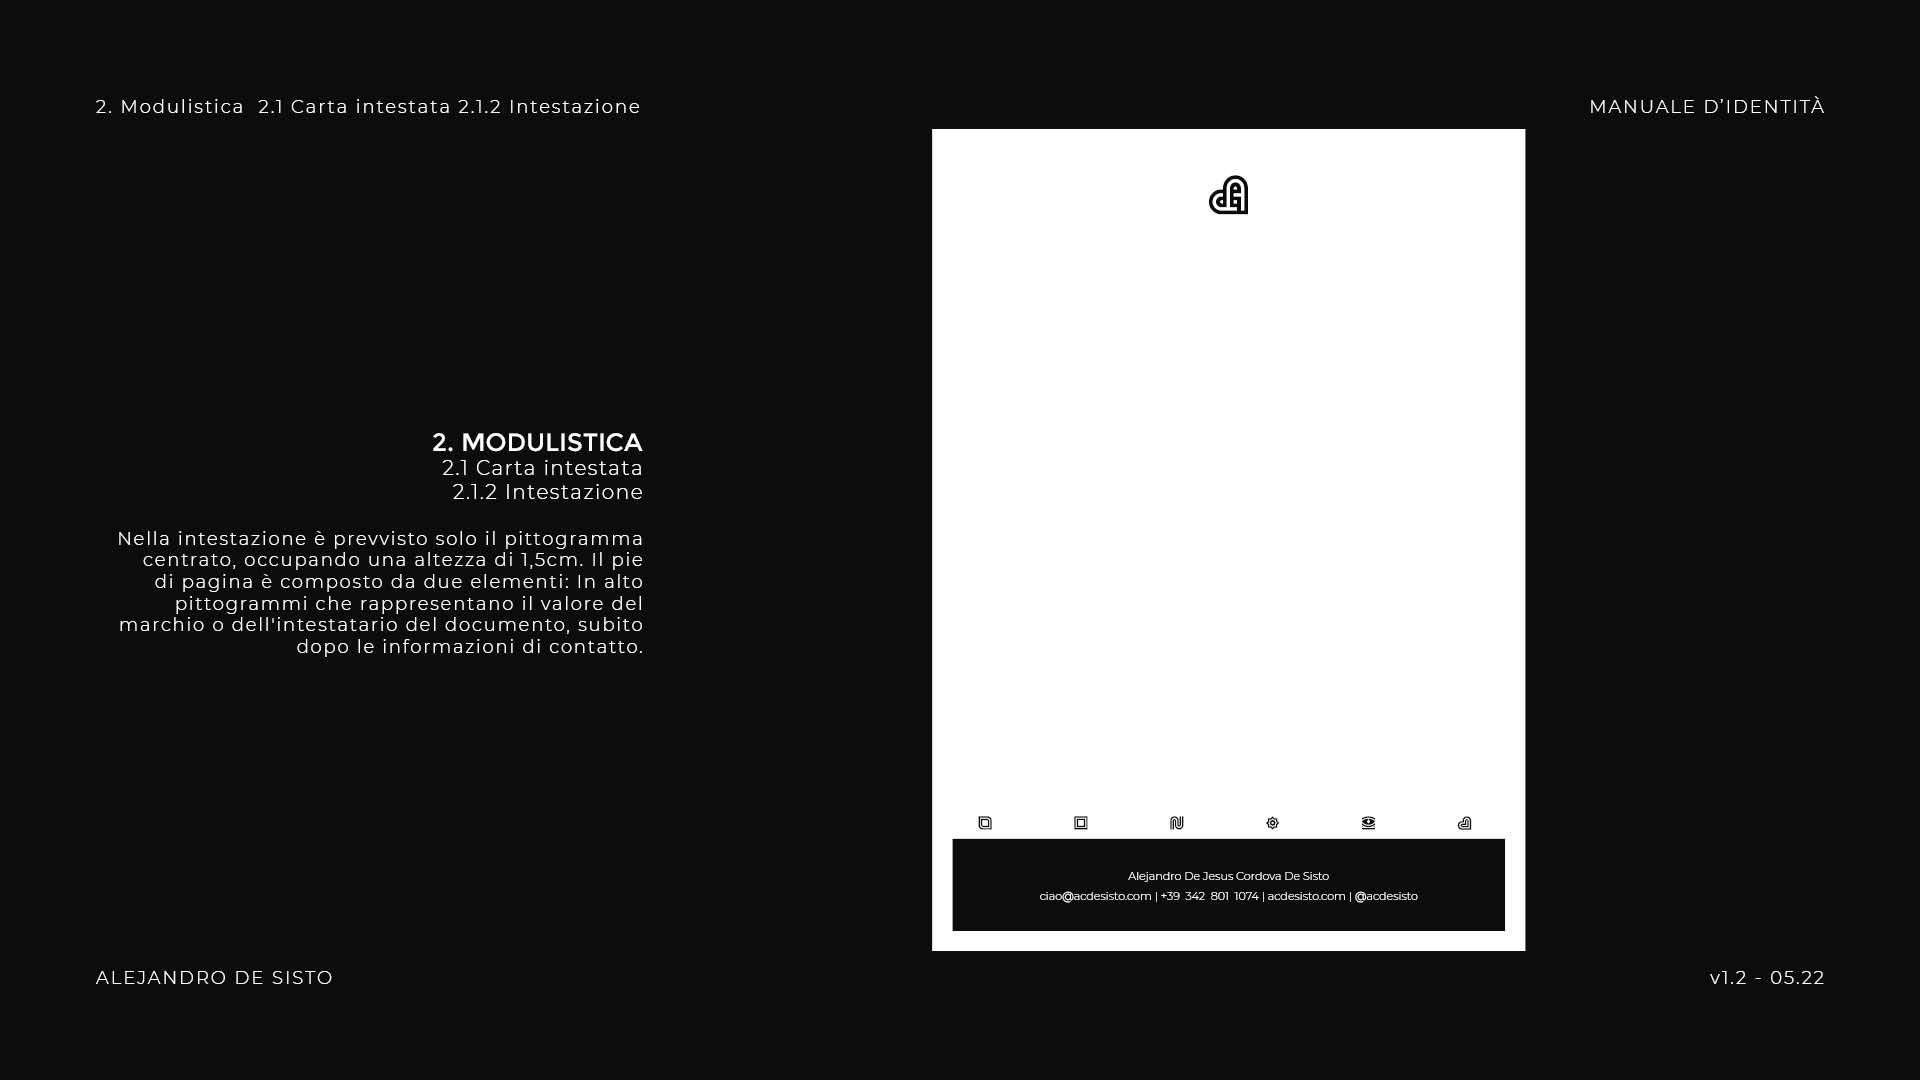 2. Modulistica 2.1 Carta intestata 2.1.2 Intestazione
MANUALE D’IDENTITÀ
2. MODULISTICA
2.1 Carta intestata
2.1.2 Intestazione
Nella intestazione è prevvisto solo il pittogramma
centrato, occupando una altezza di 1,5cm. Il pie
di pagina è composto da due elementi: In alto
pittogrammi che rappresentano il valore del
marchio o dell'intestatario del documento, subito
dopo le informazioni di contatto.
Alejandro De Jesus Cordova De Sisto
ciao@acdesisto.com | +39 342 801 1074 | acdesisto.com | @acdesisto
ALEJANDRO DE SISTO
v1.2 - 05.22